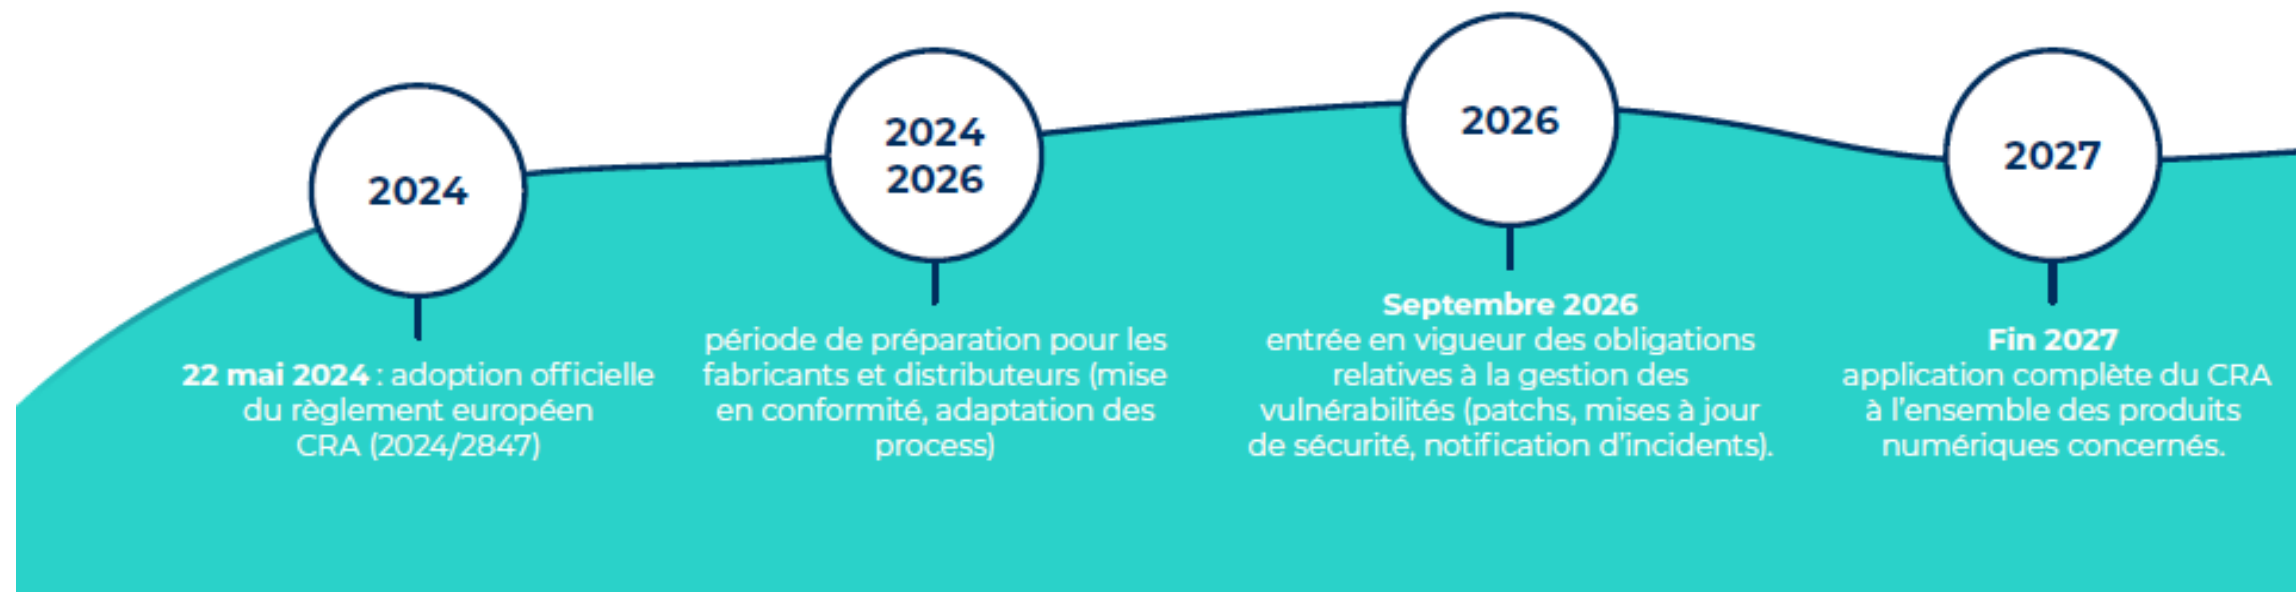 2024
22 mai 2024 : adoption officielle
du règlement européen
CRA (2024/2847)
2024
2026
période de préparation pour les
fabricants et distributeurs (mise
en conformité, adaptation des
process)
2026
Septembre 2026
entrée en vigueur des obligations
relatives à la gestion des
vulnérabilités (patchs, mises à jour
de sécurité, notification d'incidents).
2027
Fin 2027
application complète du CRA
à l'ensemble des produits
numériques concernés.